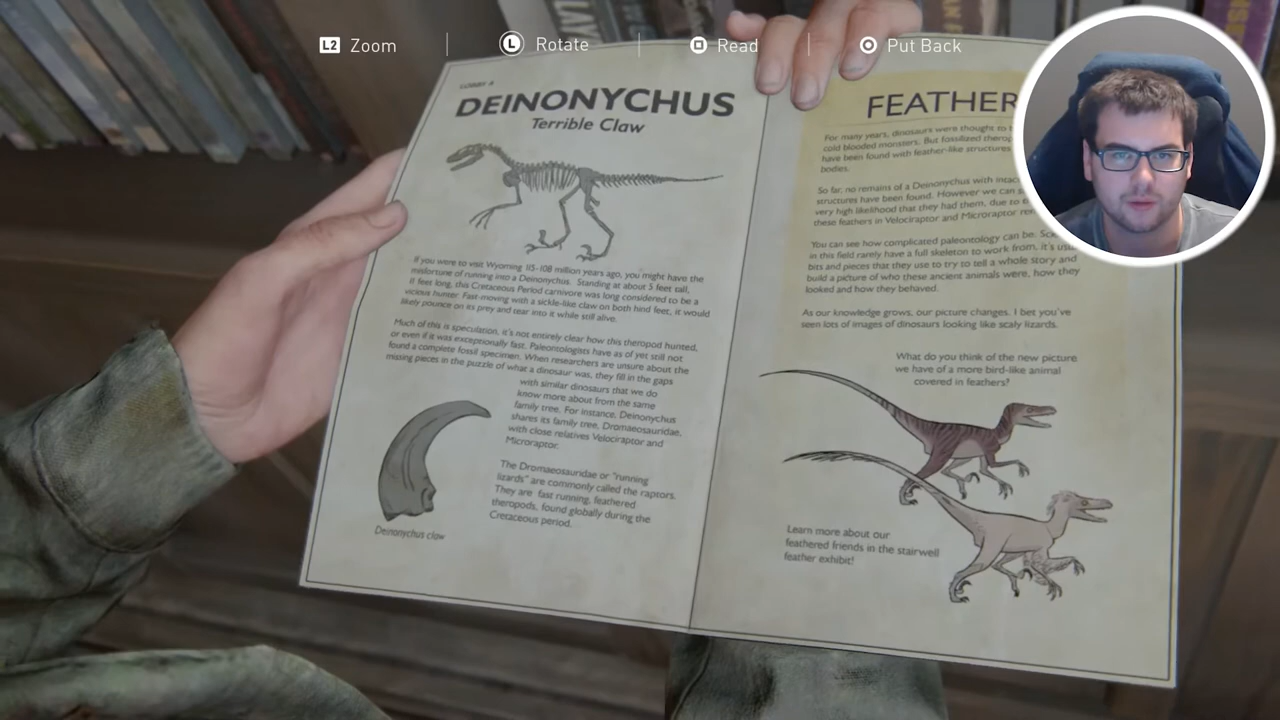 L2 Zoom
L Rotate
Read
Put Back
LOBBY A
DEINONYCHUS
Terrible Claw
If you were to visit Wyoming 115-108 million years ago, you might have the
misfortune of running into a Deinonychus. Standing at about 5 feet tall,
11 feet long, this Cretaceous Period carnivore was long considered to be a
vicious hunter. Fast-moving with a sickle-like claw on both hind feet, it would
likely pounce on its prey and tear into it while still alive.
Much of this is speculation, it's not entirely clear how this theropod hunted,
or even if it was exceptionally fast. Paleontologists have as of yet still not
found a complete fossil specimen. When researchers are unsure about the
missing pieces in the puzzle of what a dinosaur was, they fill in the gaps
with similar dinosaurs that we do
know more about from the same
family tree. For instance, Deinonychus
shares its family tree, Dromaeosauridae,
with close relatives Velociraptor and
Microraptor.
The Dromaeosauridae or "running
lizards" are commonly called the raptors.
They are fast running, feathered
theropods, found globally during the
Cretaceous period.
Deinonychus claw
FEATHER
For many years, dinosaurs were thought to
cold blooded monsters. But fossilized
have been found with feather-like structures
bodies.
So far, no remains of a Deinonychus with
structures have been found. However we can
very high likelihood that they had them, due to
these feathers in Velociraptor and Microraptor
You can see how complicated paleontology can be.
in this field rarely have a full skeleton to work from, it's
bits and pieces that they use to try to tell a whole story and
build a picture of who these ancient animals were, how they
looked and how they behaved.
As our knowledge grows, our picture changes. I bet you've
seen lots of images of dinosaurs looking like scaly lizards.
What do you think of the new picture
we have of a more bird-like animal
covered in feathers?
Learn more about our
feathered friends in the stairwell
feather exhibit!